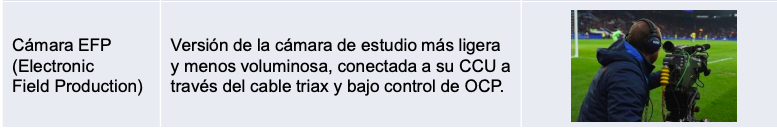 Cámara EFP
(Electronic
Field Production)
Versión de la cámara de estudio más ligera
y menos voluminosa, conectada a su CCU a
través del cable triax y bajo control de OCP.